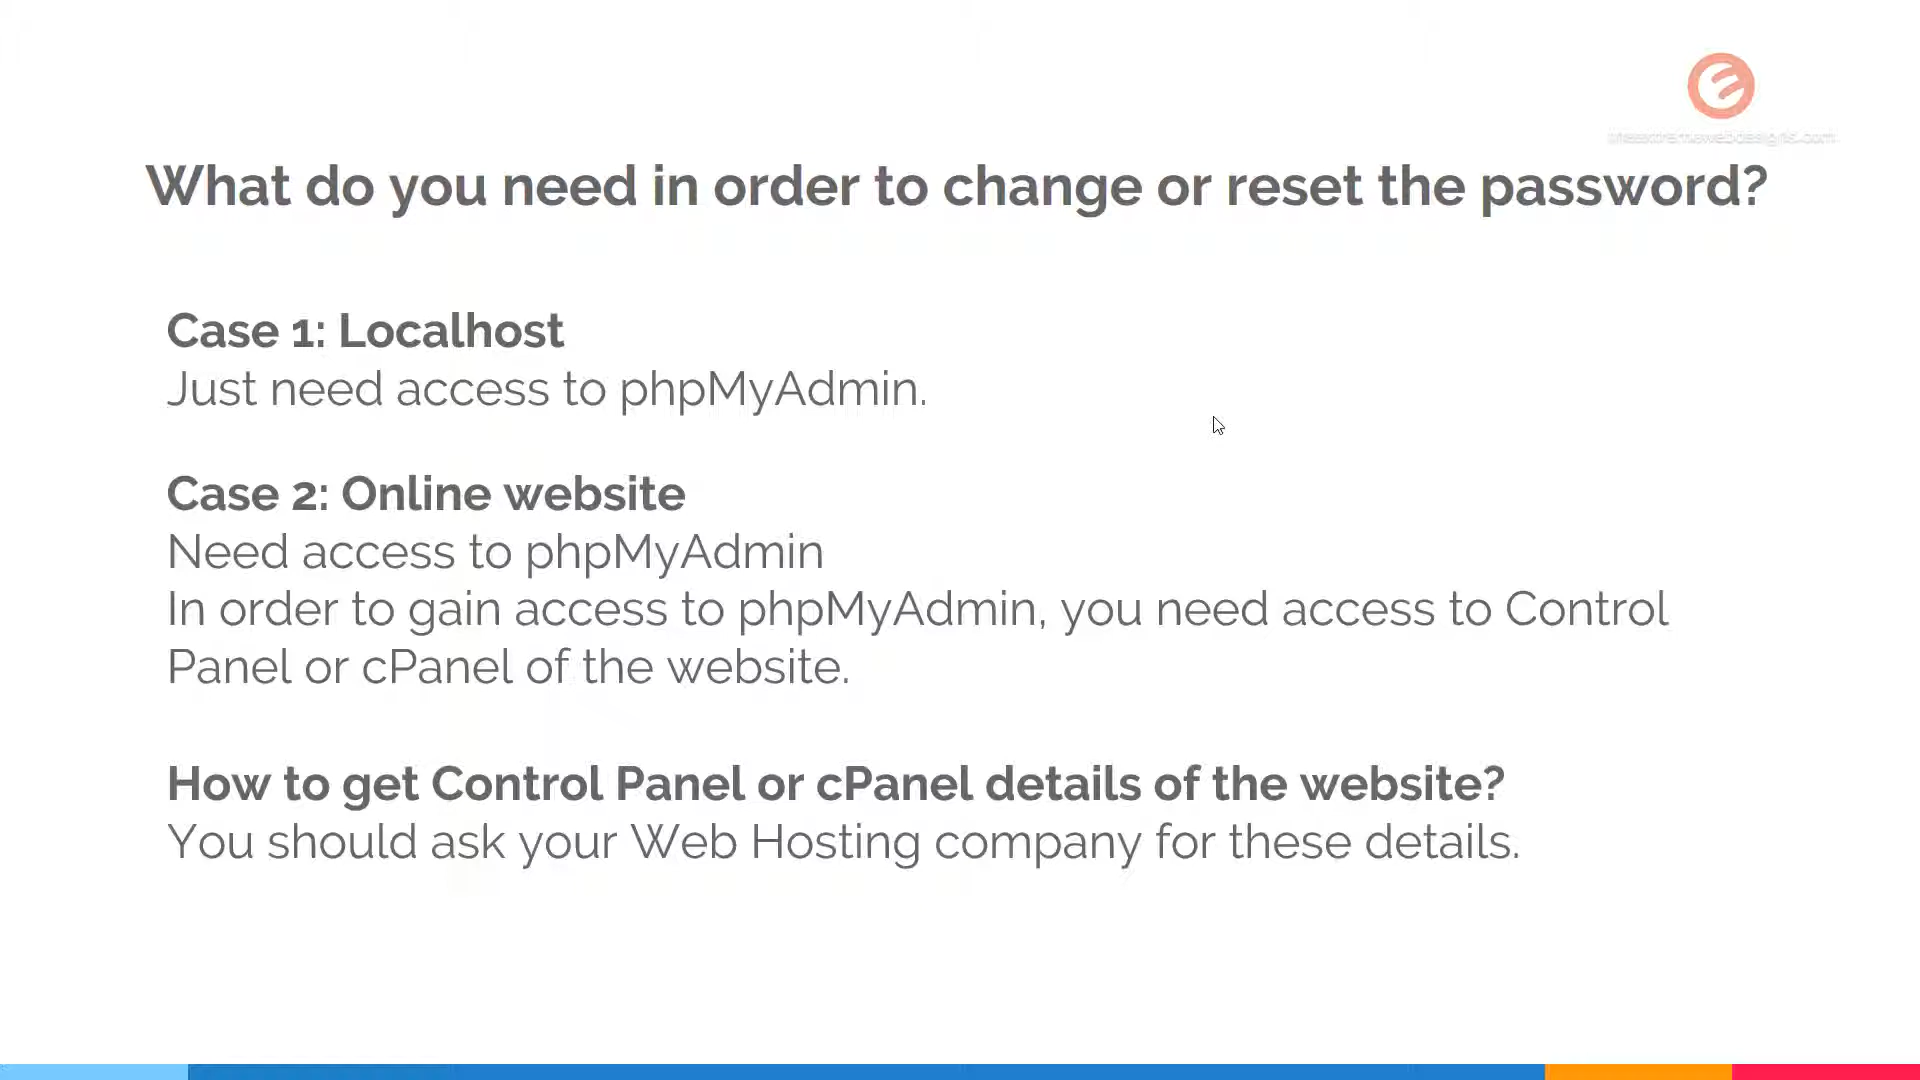 What do you need in order to change or reset the password?
Case 1: Localhost
Just need access to phpMyAdmin.
Case 2: Online website
Need access to phpMyAdmin
In order to gain access to phpMyAdmin, you need access to Control
Panel or cPanel of the website.
How to get Control Panel or cPanel details of the website?
You should ask your Web Hosting company for these details.